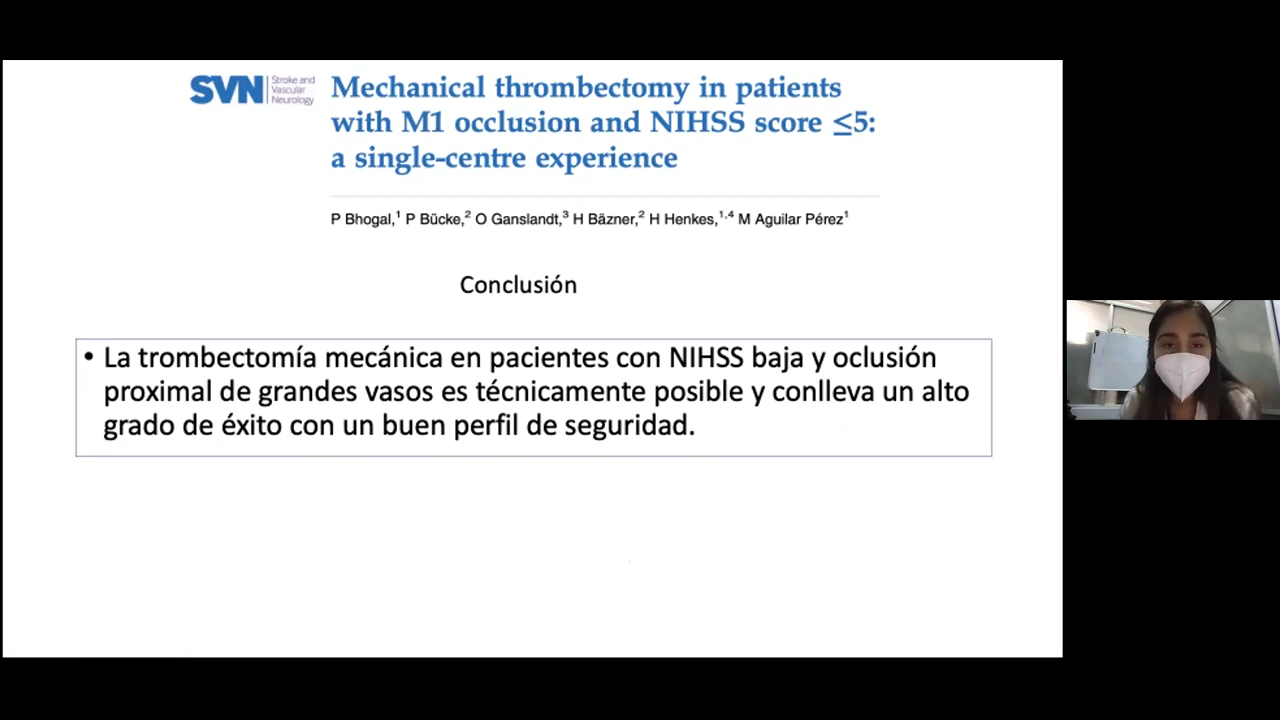 SVN
Stroke and
Vascular
Neurology
Mechanical thrombectomy in patients
with M1 occlusion and NIHSS score ≤5:
a single-centre experience
P Bhogal,¹ P Bücke,² O Ganslandt,³ H Bäzner,² H Henkes,¹,⁴ M Aguilar Pérez¹
Conclusión
• La trombectomía mecánica en pacientes con NIHSS baja y oclusión
proximal de grandes vasos es técnicamente posible y conlleva un alto
grado de éxito con un buen perfil de seguridad.